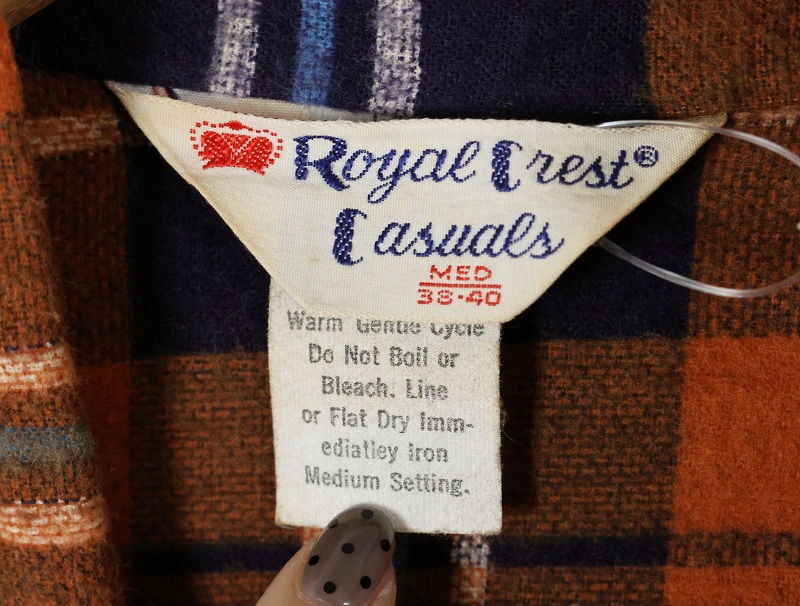 Royal Crest®
Casuals
MED
38-40
Warm Gentle Cycle
Do Not Boil or
Bleach. Line
or Flat Dry Imm-
ediatley Iron
Medium Setting.